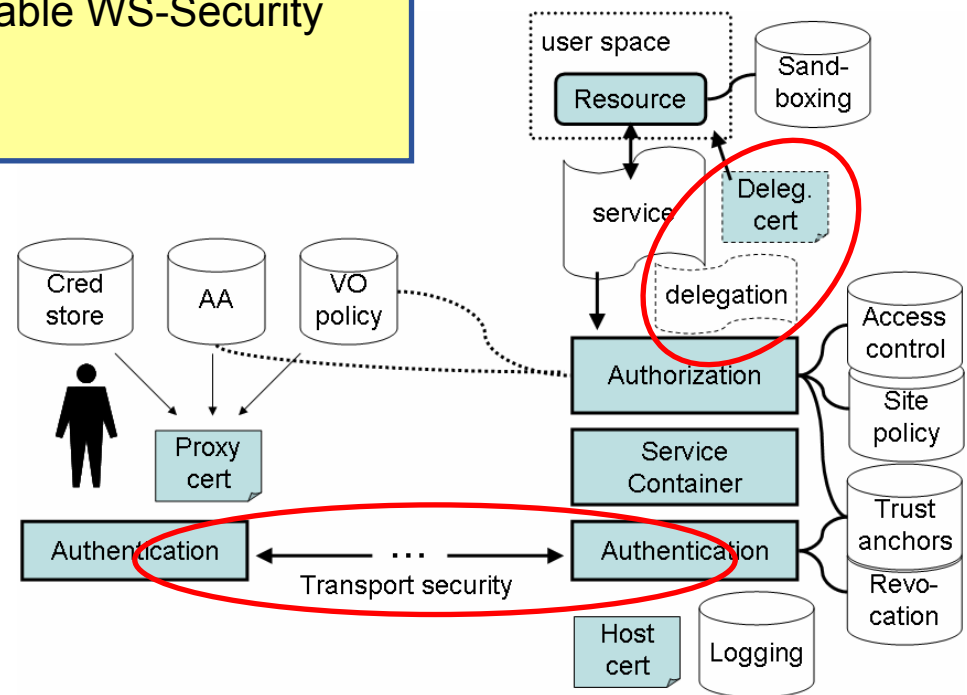 able WS-Security
user space
Resource
Sand-
boxing
service
Deleg.
cert
delegation
Cred
store
AA
VO
policy
Access
control
Authorization
Site
policy
Proxy
cert
Service
Container
Trust
anchors
Authentication
...
Authentication
Transport security
Revo-
cation
Host
cert
Logging